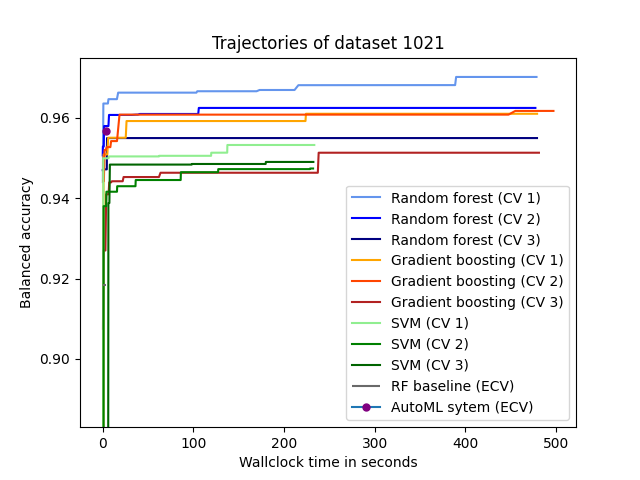 Trajectories of dataset 1021
Balanced accuracy
0.96
0.94
0.92
0.90
Random forest (CV 1)
Random forest (CV 2)
Random forest (CV 3)
Gradient boosting (CV 1)
Gradient boosting (CV 2)
Gradient boosting (CV 3)
SVM (CV 1)
SVM (CV 2)
SVM (CV 3)
RF baseline (ECV)
AutoML sytem (ECV)
0 100 200 300 400 500
Wallclock time in seconds